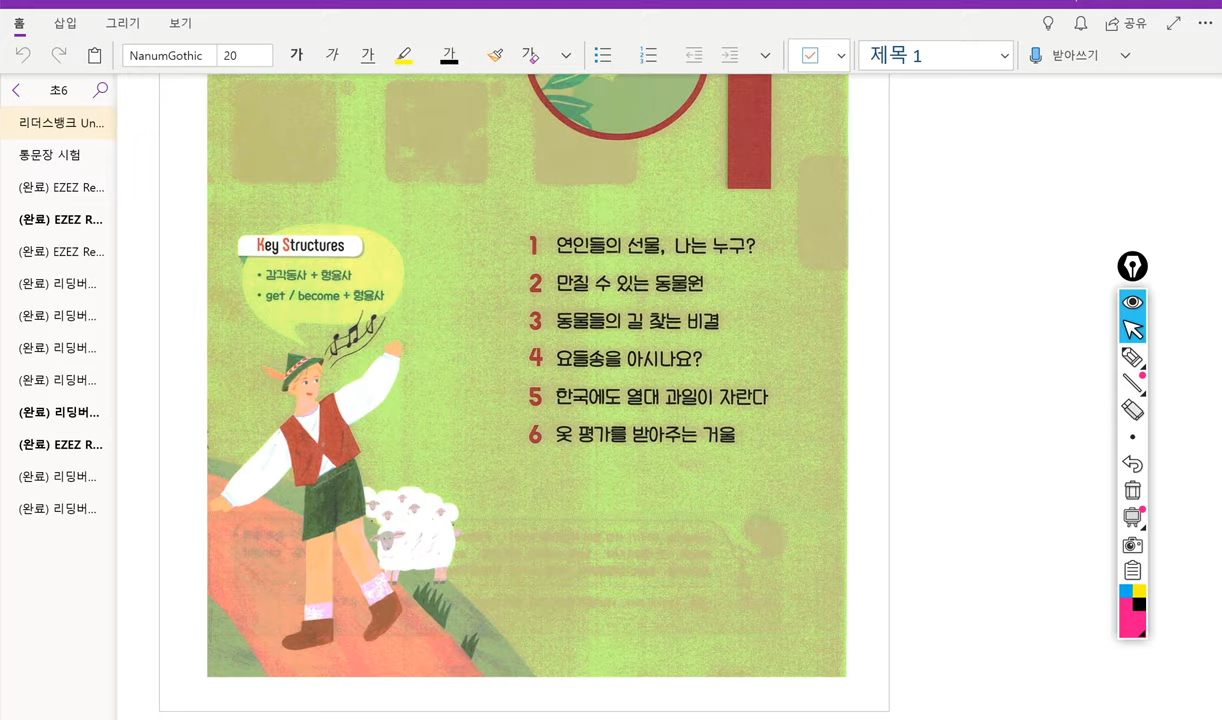 홈 삽입 그리기 보기
공유
NanumGothic 20 가 가 가 가 가 제목 1 받아쓰기
초6
리더스뱅크 Un...
통문장 시험
(완료) EZEZ Re...
(완료) EZEZ R...
(완료) EZEZ Re...
(완료) 리딩버...
(완료) 리딩버...
(완료) 리딩버...
(완료) 리딩버...
(완료) 리딩버...
(완료) EZEZ R...
(완료) 리딩버...
(완료) 리딩버...
Key Structures
• 감각동사 + 형용사
• get / become + 형용사
1 연인들의 선물, 나는 누구?
2 만질 수 있는 동물원
3 동물들의 길 찾는 비결
4 요들송을 아시나요?
5 한국에도 열대 과일이 자란다
6 옷 평가를 받아주는 거울